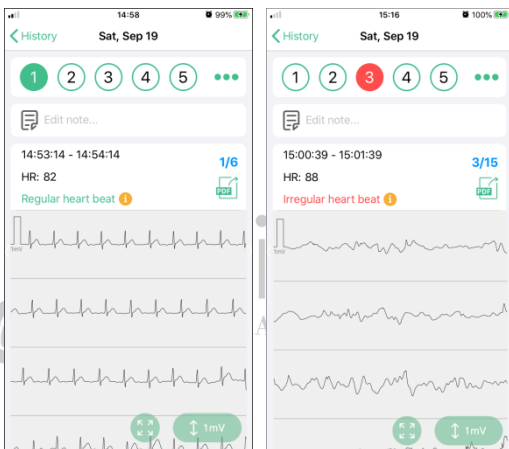 14:58
99%
History
Sat, Sep 19
1 2 3 4 5
Edit note...
14:53:14 - 14:54:14
1/6
HR: 82
PDF
Regular heart beat
1mV
1mV
15:16
100%
History
Sat, Sep 19
1 2 3 4 5
Edit note...
15:00:39 - 15:01:39
3/15
HR: 88
PDF
Irregular heart beat
1mV
1mV